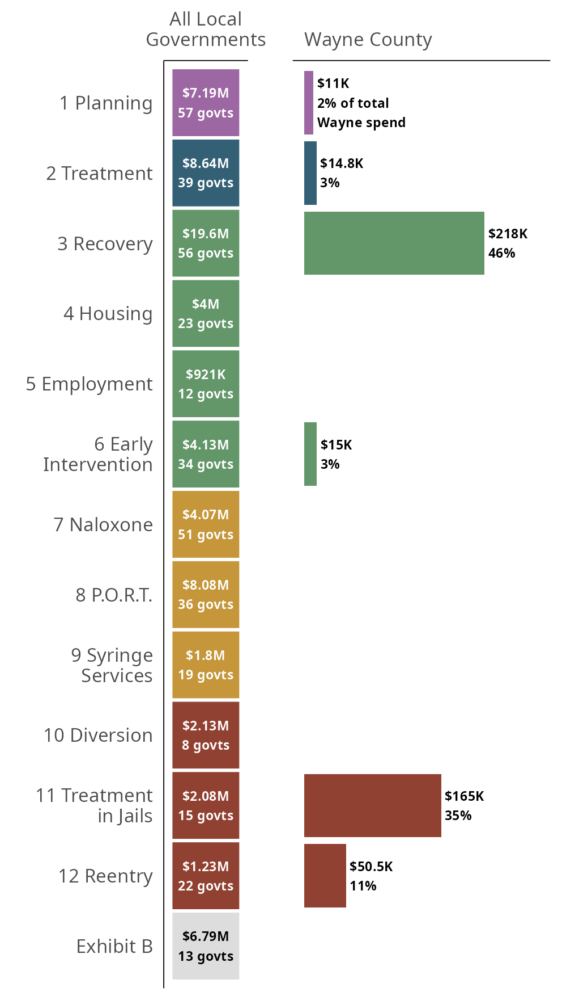 All Local
Governments
Wayne County
1 Planning
$7.19M
57 govts
$11K
2% of total
Wayne spend
2 Treatment
$8.64M
39 govts
$14.8K
3%
3 Recovery
$19.6M
56 govts
$218K
46%
4 Housing
$4M
23 govts
5 Employment
$921K
12 govts
6 Early
Intervention
$4.13M
34 govts
$15K
3%
7 Naloxone
$4.07M
51 govts
8 P.O.R.T.
$8.08M
36 govts
9 Syringe
Services
$1.8M
19 govts
10 Diversion
$2.13M
8 govts
11 Treatment
in Jails
$2.08M
15 govts
$165K
35%
12 Reentry
$1.23M
22 govts
$50.5K
11%
Exhibit B
$6.79M
13 govts